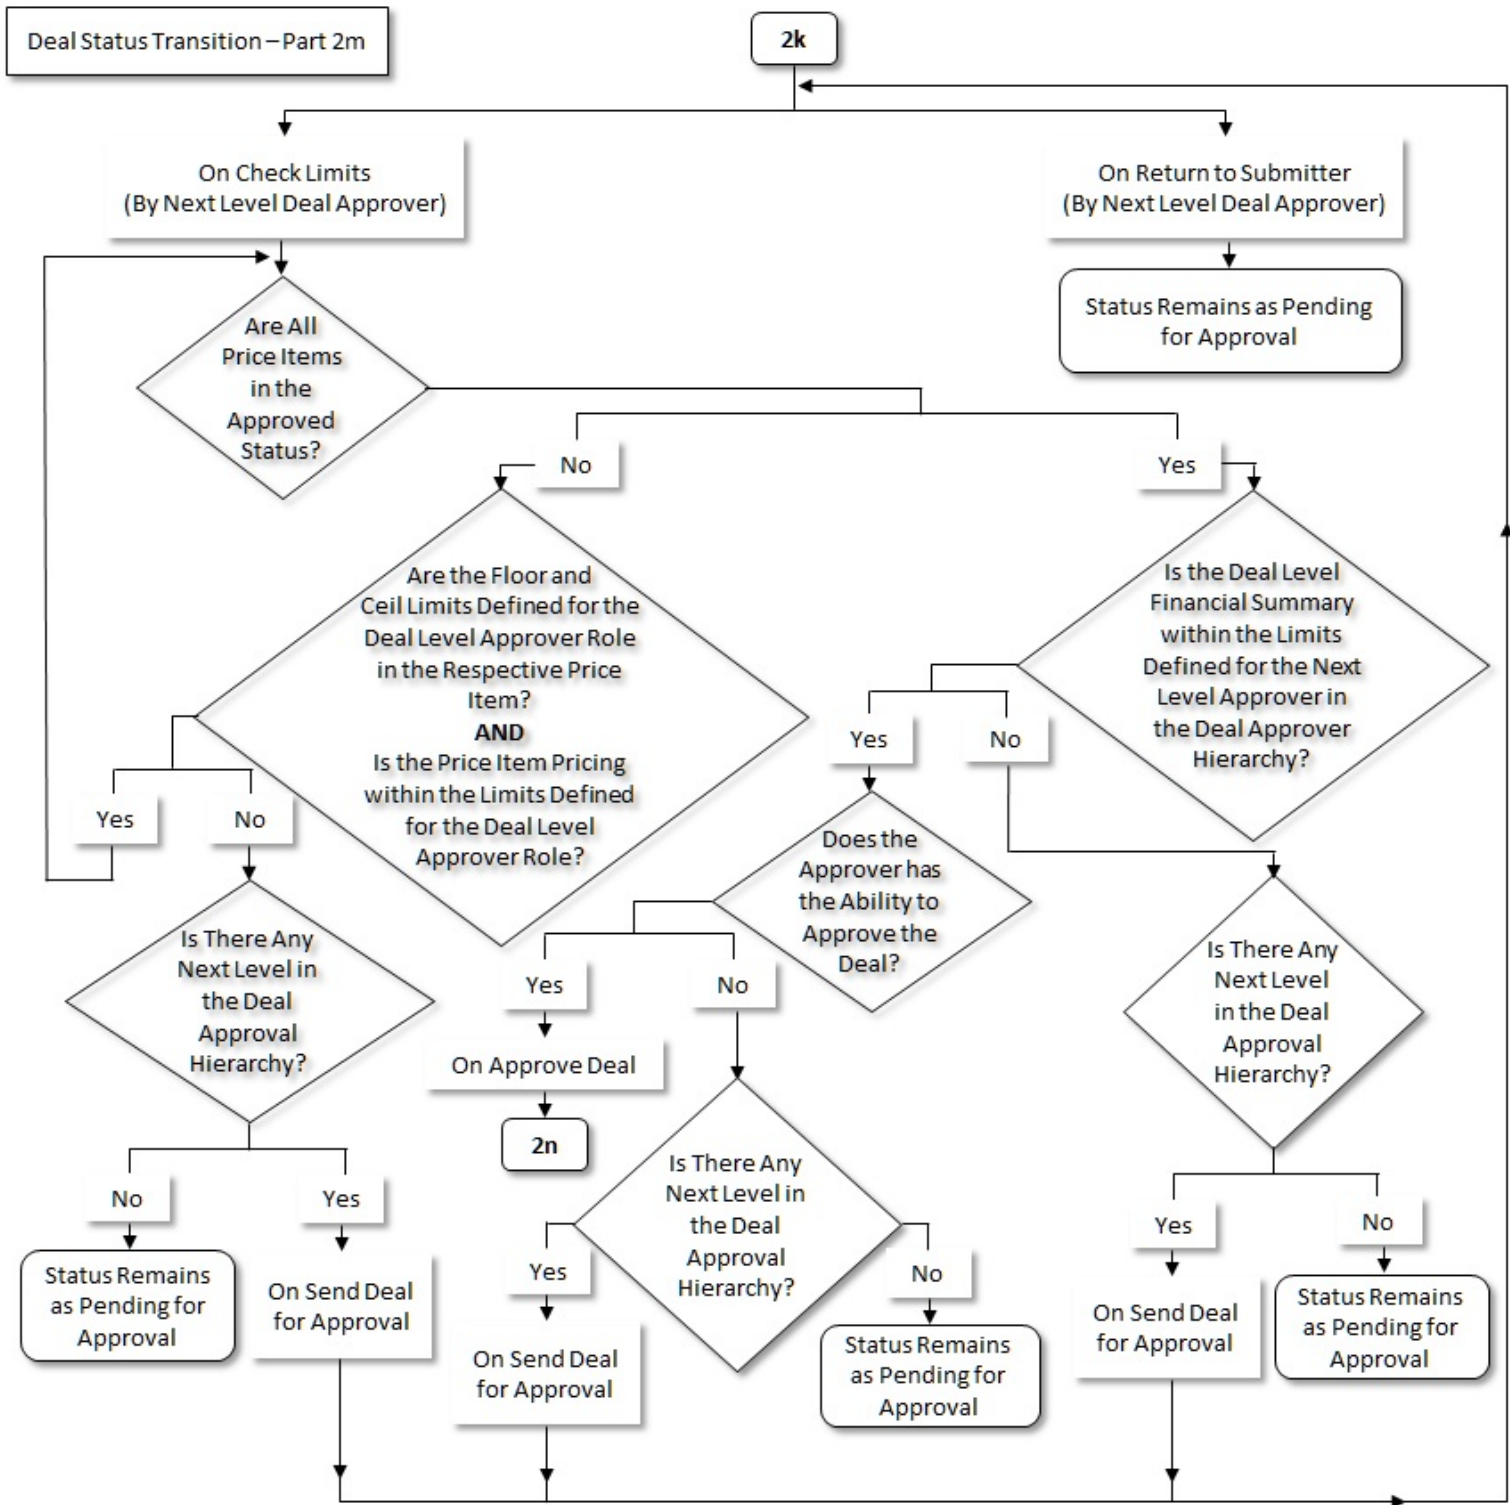 Deal Status Transition – Part 2m
2k
On Check Limits
(By Next Level Deal Approver)
On Return to Submitter
(By Next Level Deal Approver)
Status Remains as Pending
for Approval
Are All
Price Items
in the
Approved
Status?
No
Yes
Are the Floor and
Ceil Limits Defined for the
Deal Level Approver Role
in the Respective Price
Item?
AND
Is the Price Item Pricing
within the Limits Defined
for the Deal Level
Approver Role?
Is the Deal Level
Financial Summary
within the Limits
Defined for the Next
Level Approver in
the Deal Approver
Hierarchy?
Yes
No
Yes
No
Does the
Approver has
the Ability to
Approve the
Deal?
Is There Any
Next Level in
the Deal
Approval
Hierarchy?
Yes
No
Is There Any
Next Level
in the Deal
Approval
Hierarchy?
On Approve Deal
2n
Is There Any
Next Level in
the Deal
Approval
Hierarchy?
No
Yes
Status Remains
as Pending for
Approval
On Send Deal
for Approval
Yes
No
On Send Deal
for Approval
Status Remains
as Pending for
Approval
Yes
No
On Send Deal
for Approval
Status Remains
as Pending for
Approval